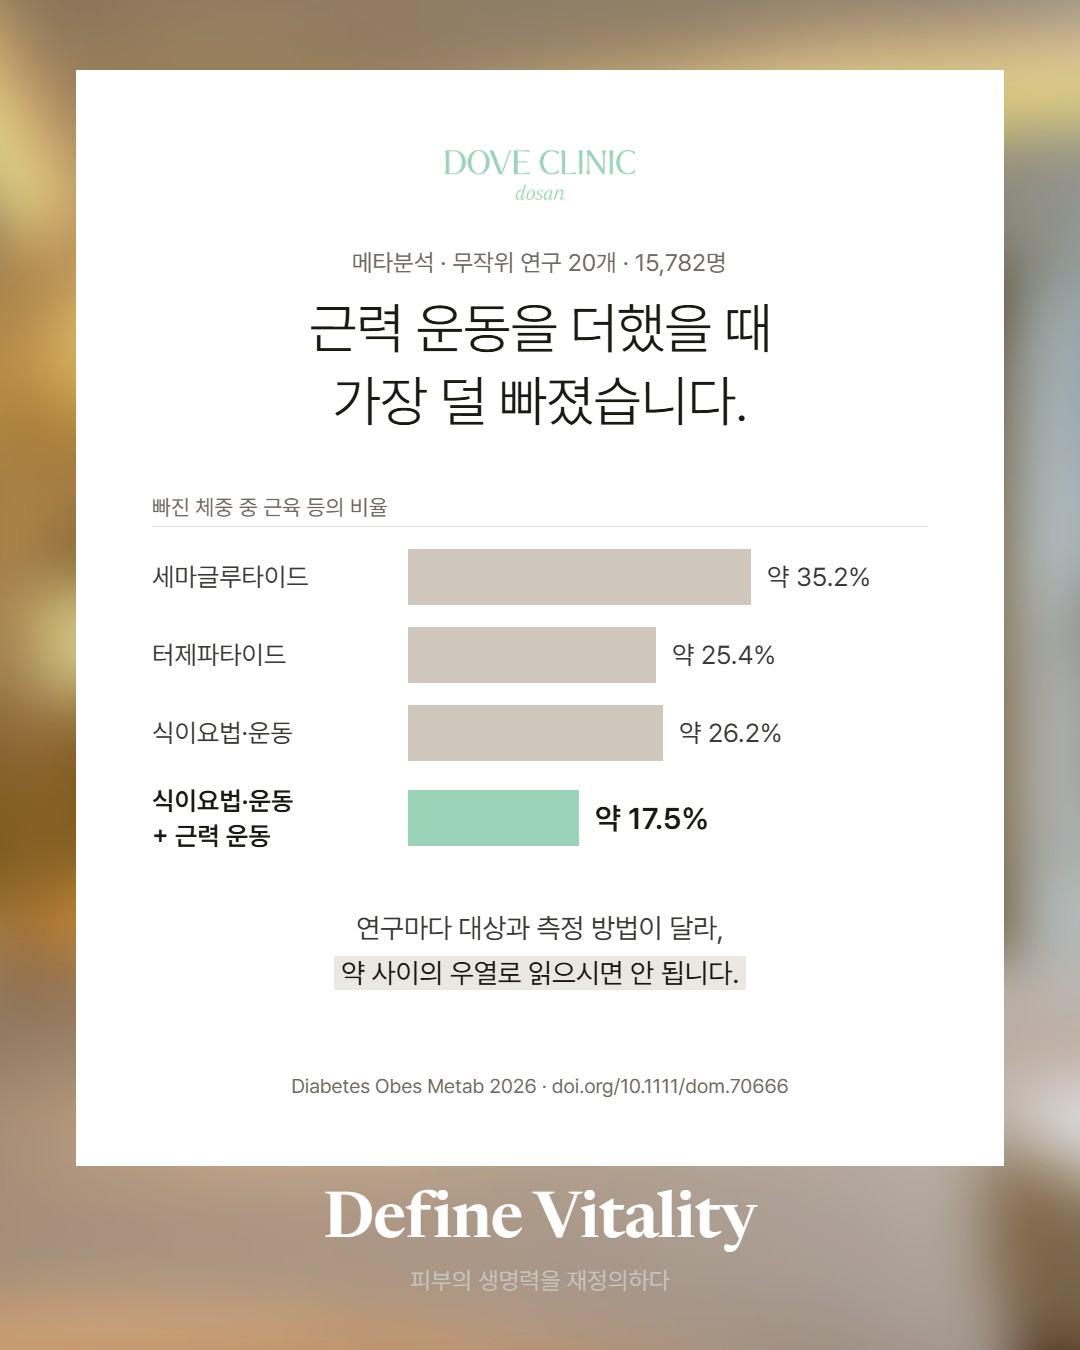 DOVE CLINIC
dosan
메타분석 · 무작위 연구 20개 · 15,782명
근력 운동을 더했을 때
가장 덜 빠졌습니다.
빠진 체중 중 근육 등의 비율
세마글루타이드 약 35.2%
터제파타이드 약 25.4%
식이요법·운동 약 26.2%
식이요법·운동
+ 근력 운동 약 17.5%
연구마다 대상과 측정 방법이 달라,
약 사이의 우열로 읽으시면 안 됩니다.
Diabetes Obes Metab 2026 · doi.org/10.1111/dom.70666
Define Vitality
피부의 생명력을 재정의하다